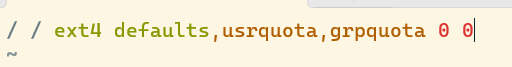 / / ext4 defaults,usrquota,grpquota 0 0
~